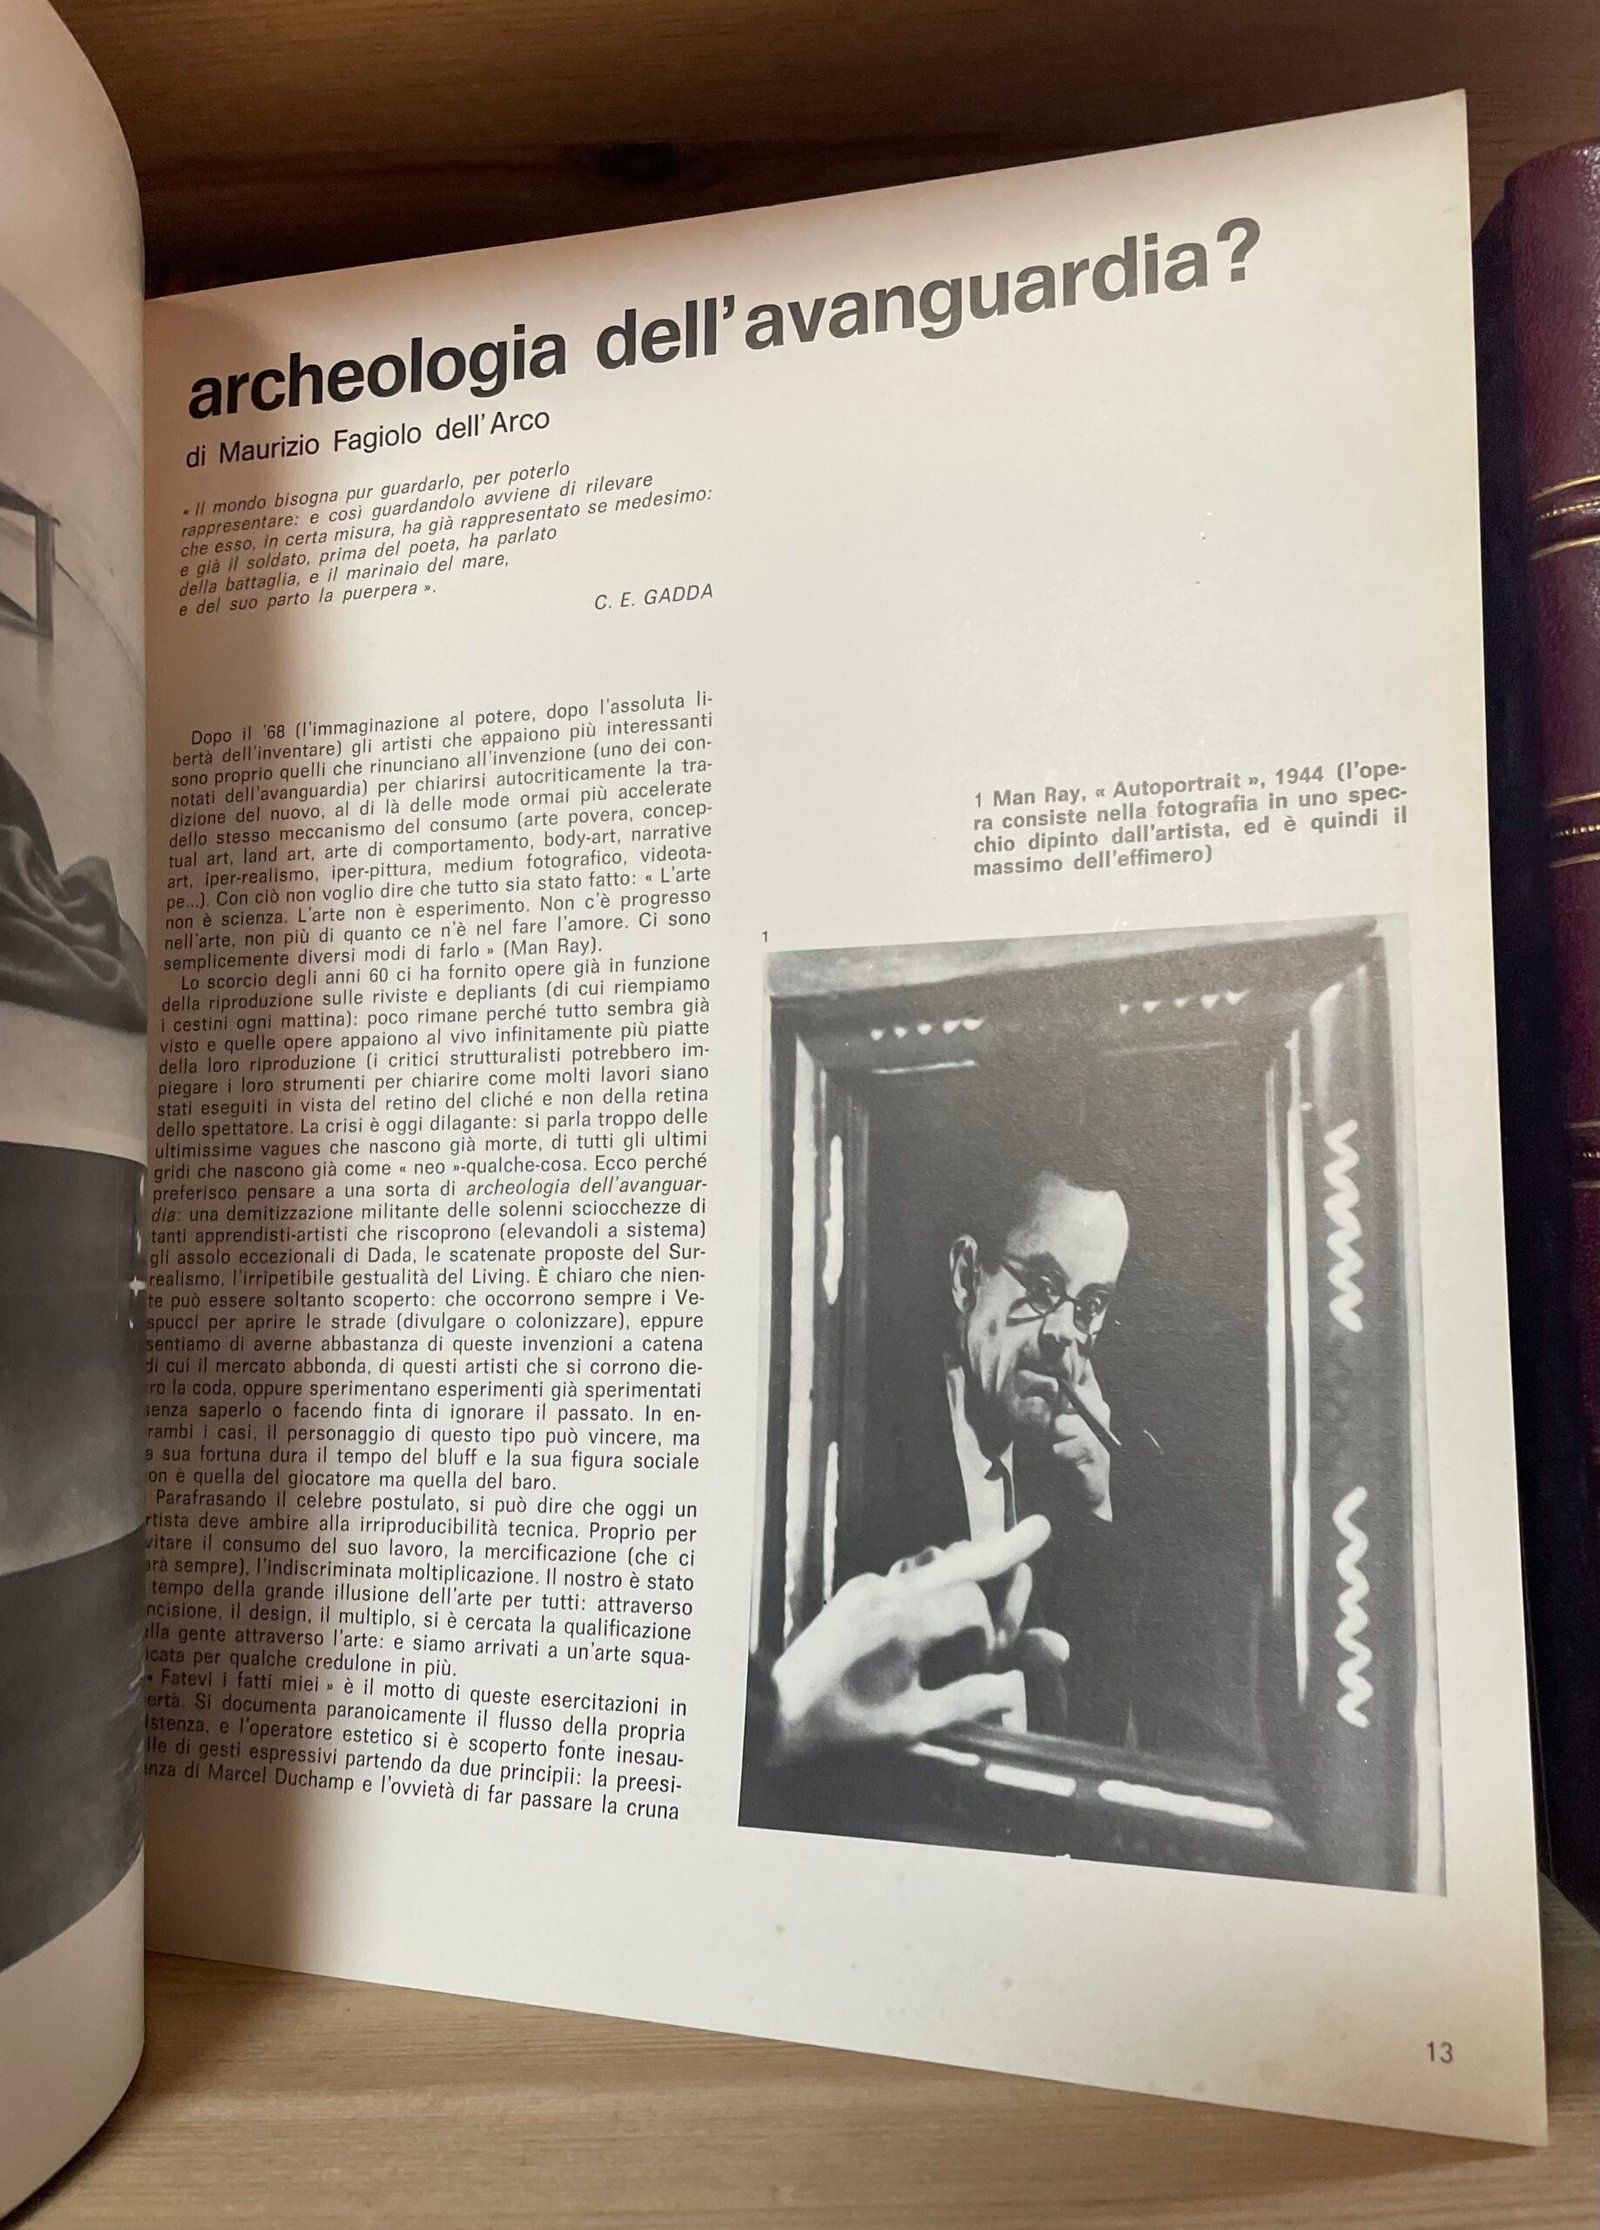 archeologia dell'avanguardia?
di Maurizio Fagiolo dell'Arco
« Il mondo bisogna pur guardarlo, per poterlo
rappresentare: e così guardandolo avviene di rilevare
che esso, in certa misura, ha già rappresentato se medesimo:
e già il soldato, prima del poeta, ha parlato
della battaglia, e il marinaio del mare,
e del suo parto la puerpera ».
C. E. GADDA
Dopo il '68 (l'immaginazione al potere, dopo l'assoluta li-
bertà dell'inventare) gli artisti che appaiono più interessanti
sono proprio quelli che rinunciano all'invenzione (uno dei con-
notati dell'avanguardia) per chiarirsi autocriticamente la tra-
dizione del nuovo, al di là delle mode ormai più accelerate
dello stesso meccanismo del consumo (arte povera, concep-
tual art, land art, arte di comportamento, body-art, narrative
art, iper-realismo, iper-pittura, medium fotografico, videota-
pe...). Con ciò non voglio dire che tutto sia stato fatto: « L'arte
non è scienza. L'arte non è esperimento. Non c'è progresso
nell'arte, non più di quanto ce n'è nel fare l'amore. Ci sono
semplicemente diversi modi di farlo » (Man Ray).
Lo scorcio degli anni 60 ci ha fornito opere già in funzione
della riproduzione sulle riviste e depliants (di cui riempiamo
i cestini ogni mattina): poco rimane perché tutto sembra già
visto e quelle opere appaiono al vivo infinitamente più piatte
della loro riproduzione (i critici strutturalisti potrebbero im-
piegare i loro strumenti per chiarire come molti lavori siano
stati eseguiti in vista del retino del cliché e non della retina
dello spettatore. La crisi è oggi dilagante: si parla troppo delle
ultimissime vagues che nascono già morte, di tutti gli ultimi
gridi che nascono già come « neo »-qualche-cosa. Ecco perché
preferisco pensare a una sorta di archeologia dell'avanguar-
dia: una demitizzazione militante delle solenni sciocchezze di
tanti apprendisti-artisti che riscoprono (elevandoli a sistema)
gli assolo eccezionali di Dada, le scatenate proposte del Sur-
realismo, l'irripetibile gestualità del Living. È chiaro che nien-
te può essere soltanto scoperto: che occorrono sempre i Ve-
spucci per aprire le strade (divulgare o colonizzare), eppure
sentiamo di averne abbastanza di queste invenzioni a catena
di cui il mercato abbonda, di questi artisti che si corrono die-
ro la coda, oppure sperimentano esperimenti già sperimentati
senza saperlo o facendo finta di ignorare il passato. In en-
rambi i casi, il personaggio di questo tipo può vincere, ma
a sua fortuna dura il tempo del bluff e la sua figura sociale
on è quella del giocatore ma quella del baro.
Parafrasando il celebre postulato, si può dire che oggi un
rtista deve ambire alla irriproducibilità tecnica. Proprio per
vitare il consumo del suo lavoro, la mercificazione (che ci
arà sempre), l'indiscriminata moltiplicazione. Il nostro è stato
tempo della grande illusione dell'arte per tutti: attraverso
ncisione, il design, il multiplo, si è cercata la qualificazione
ella gente attraverso l'arte: e siamo arrivati a un'arte squa-
icata per qualche credulone in più.
« Fatevi i fatti miei » è il motto di queste esercitazioni in
ertà. Si documenta paranoicamente il flusso della propria
istenza, e l'operatore estetico si è scoperto fonte inesau-
ile di gesti espressivi partendo da due principii: la preesi-
enza di Marcel Duchamp e l'ovvietà di far passare la cruna
1 Man Ray, « Autoportrait », 1944 (l'ope-
ra consiste nella fotografia in uno spec-
chio dipinto dall'artista, ed è quindi il
massimo dell'effimero)
1
13